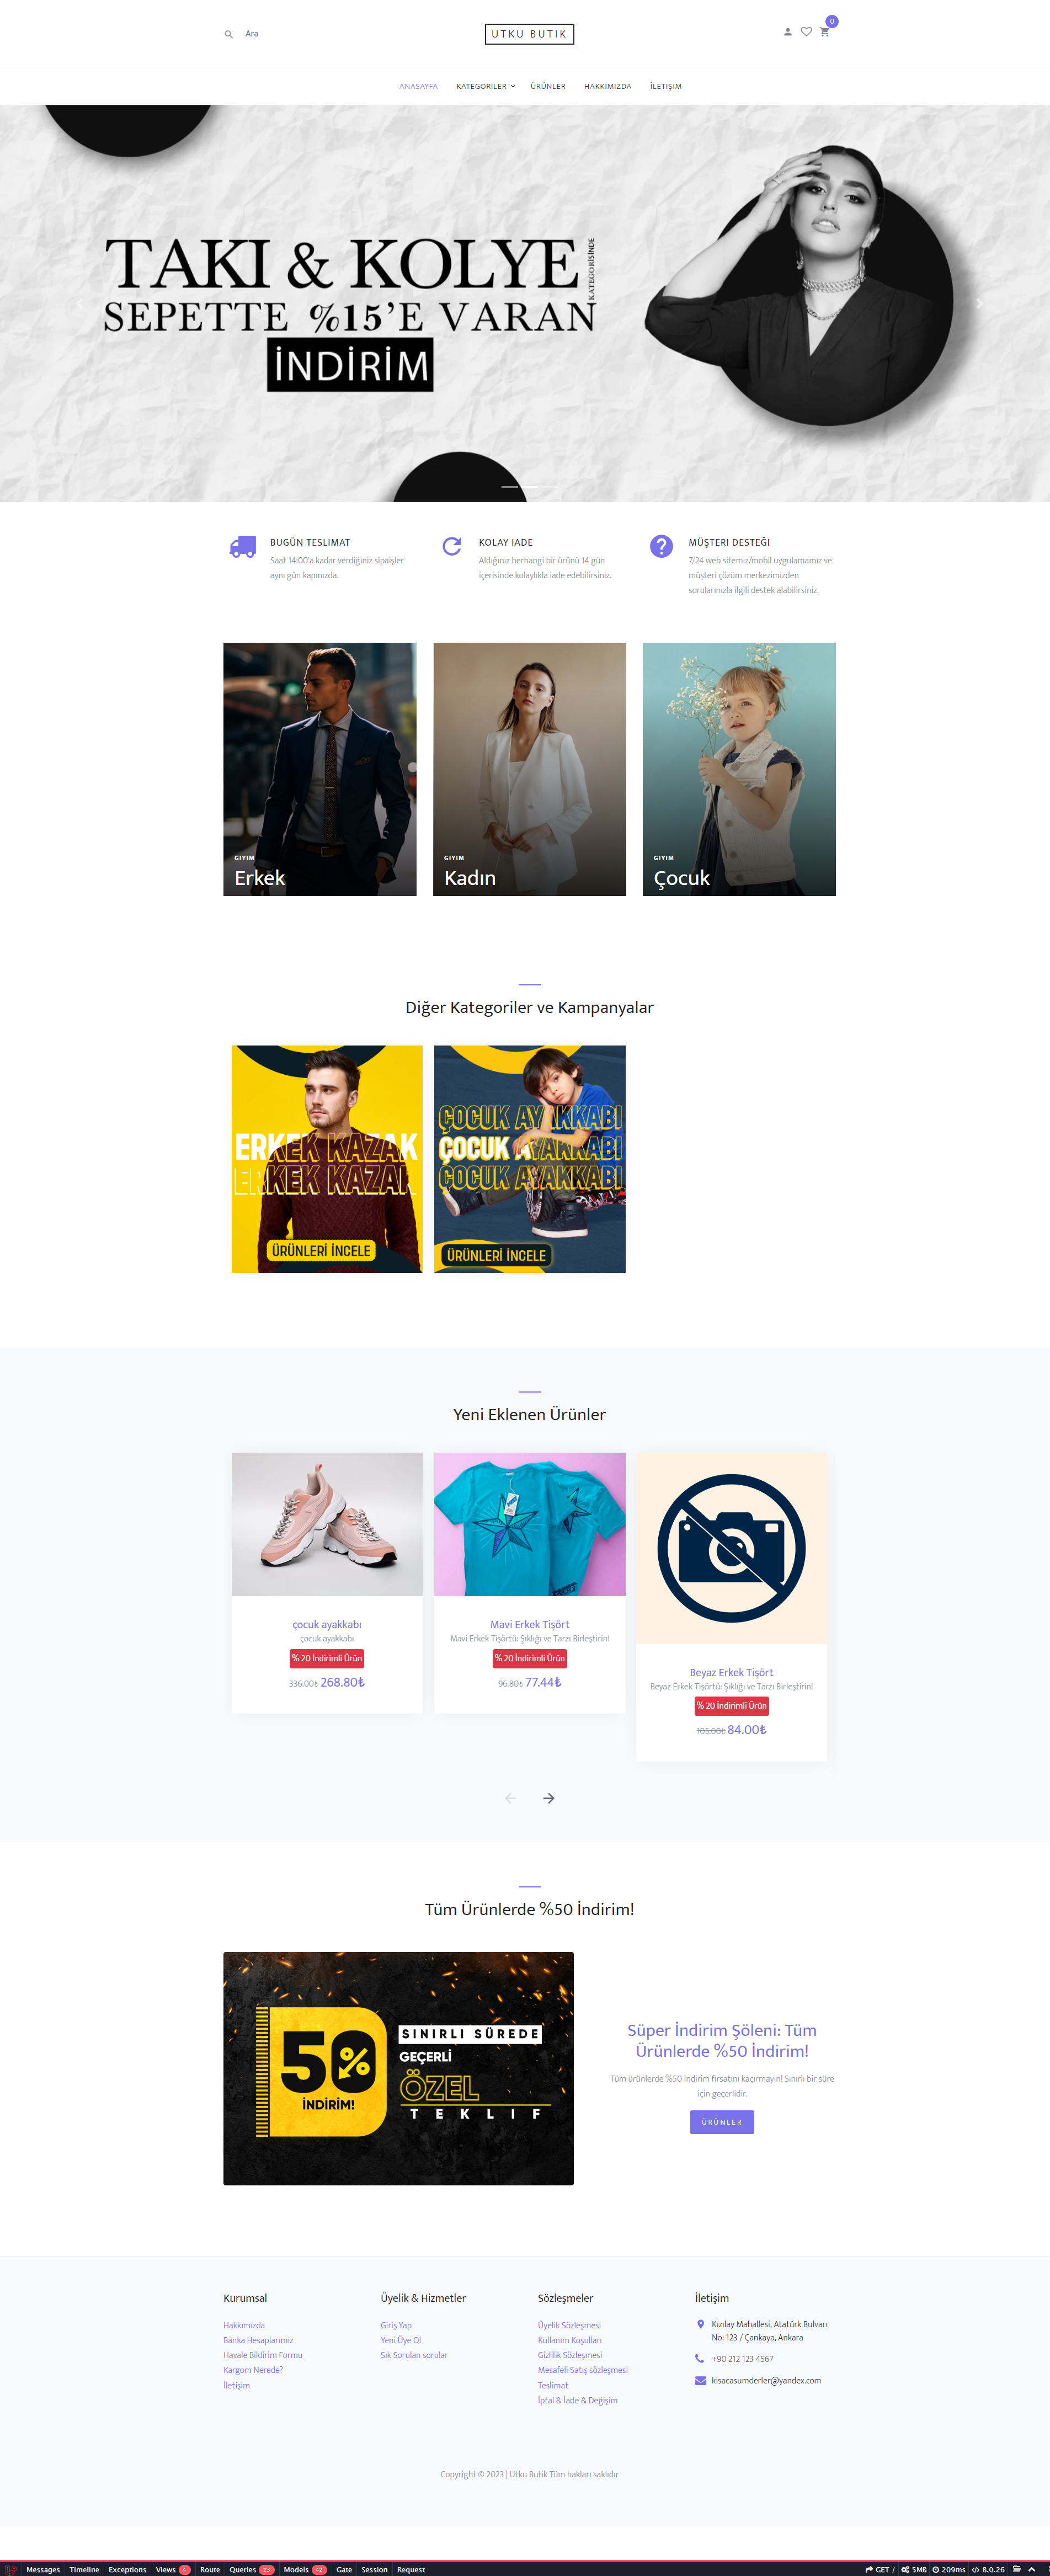 Ara
UTKU BUTIK
0
ANASAYFA KATEGORILER ÜRÜNLER HAKKIMIZDA İLETIŞIM
TAKI & KOLYE
KATEGORİSİNDE
SEPETTE %15'E VARAN
İNDİRİM
BUGÜN TESLIMAT
Saat 14:00'a kadar verdiğiniz sipaişler
aynı gün kapınızda.
KOLAY IADE
Aldığınız herhangi bir ürünü 14 gün
içerisinde kolaylıkla iade edebilirsiniz.
MÜŞTERI DESTEĞI
7/24 web sitemiz/mobil uygulamamız ve
müşteri çözüm merkezimizden
sorularınızla ilgili destek alabilirsiniz.
GIYIM
Erkek
GIYIM
Kadın
GIYIM
Çocuk
Diğer Kategoriler ve Kampanyalar
ERKEK KAZAK
ERKEK KAZAK
ÜRÜNLERİ İNCELE
ÇOCUK AYAKKABI
ÇOCUK AYAKKABI
ÇOCUK AYAKKABI
ÜRÜNLERİ İNCELE
Yeni Eklenen Ürünler
çocuk ayakkabı
çocuk ayakkabı
% 20 İndirimli Ürün
336.00₺ 268.80₺
Mavi Erkek Tişört
Mavi Erkek Tişörtü: Şıklığı ve Tarzı Birleştirin!
% 20 İndirimli Ürün
96.80₺ 77.44₺
Beyaz Erkek Tişört
Beyaz Erkek Tişörtü: Şıklığı ve Tarzı Birleştirin!
% 20 İndirimli Ürün
105.00₺ 84.00₺
Tüm Ürünlerde %50 İndirim!
50%
İNDİRİM!
SINIRLI SÜREDE
GEÇERLİ
ÖZEL
TEKLIF
Süper İndirim Şöleni: Tüm
Ürünlerde %50 İndirim!
Tüm ürünlerde %50 indirim fırsatını kaçırmayın! Sınırlı bir süre
için geçerlidir.
ÜRÜNLER
Kurumsal
Hakkımızda
Banka Hesaplarımız
Havale Bildirim Formu
Kargom Nerede?
İletişim
Üyelik & Hizmetler
Giriş Yap
Yeni Üye Ol
Sık Sorulan sorular
Sözleşmeler
Üyelik Sözleşmesi
Kullanım Koşulları
Gizlilik Sözleşmesi
Mesafeli Satış sözleşmesi
Teslimat
İptal & İade & Değişim
İletişim
Kızılay Mahallesi, Atatürk Bulvarı
No: 123 / Çankaya, Ankara
+90 212 123 4567
kisacasumderler@yandex.com
Copyright © 2023 | Utku Butik Tüm hakları saklıdır
Messages Timeline Exceptions Views 4 Route Queries 23 Models 42 Gate Session Request GET / 5MB 209ms 8.0.26